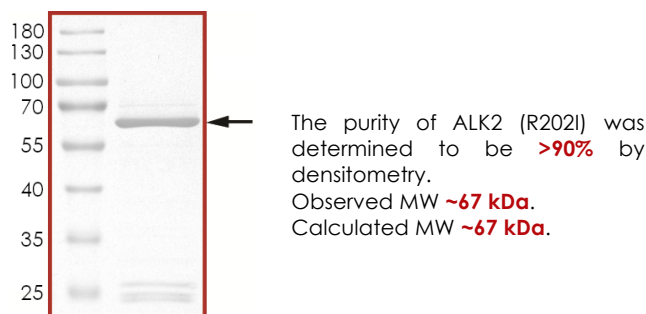 180
130
100
70
55
40
35
25
The purity of ALK2 (R202I) was
determined to be >90% by
densitometry.
Observed MW ~67 kDa.
Calculated MW ~67 kDa.